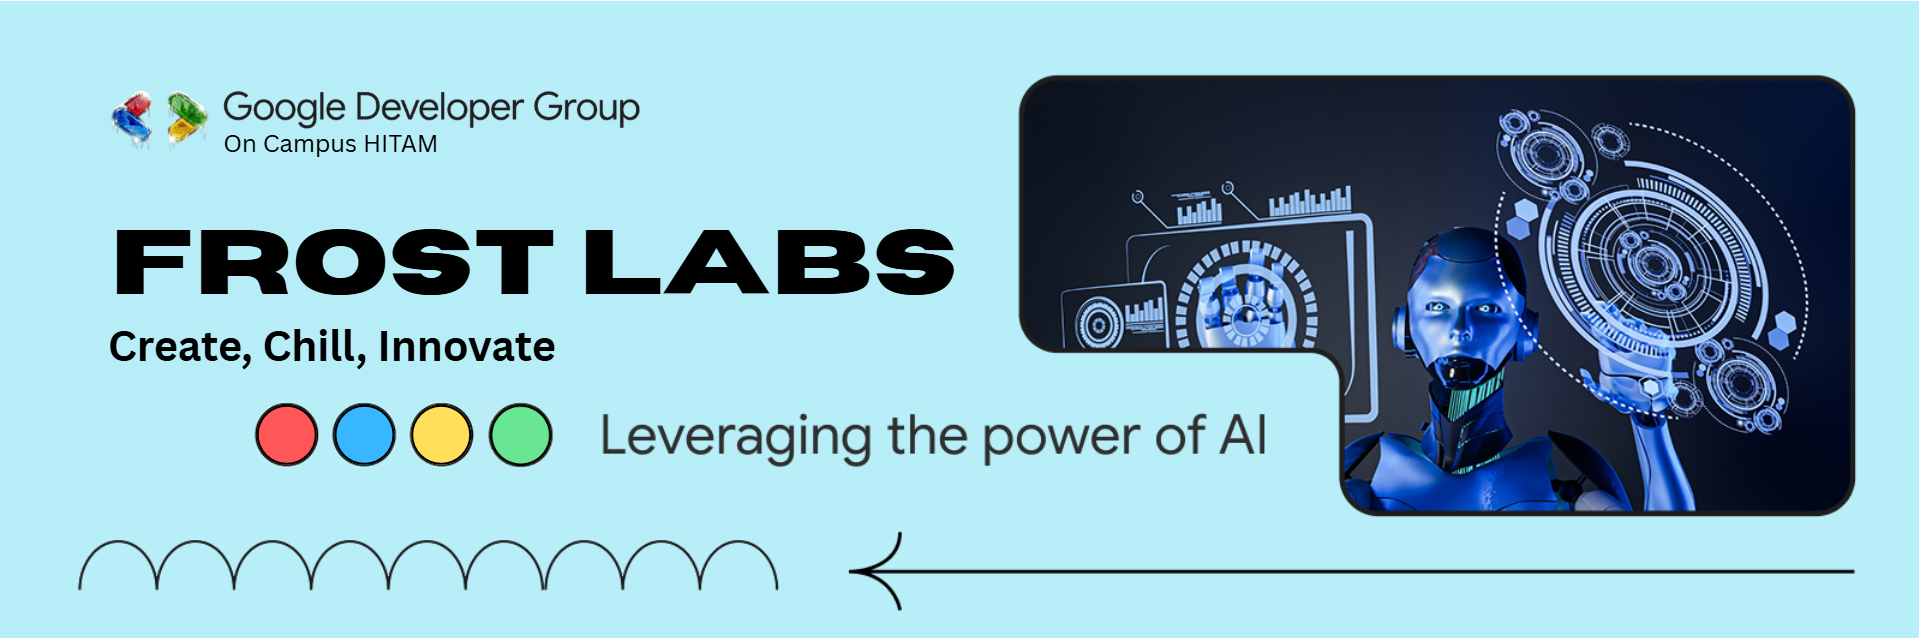 Google Developer Group
On Campus HITAM
FROST LABS
Create, Chill, Innovate
Leveraging the power of AI